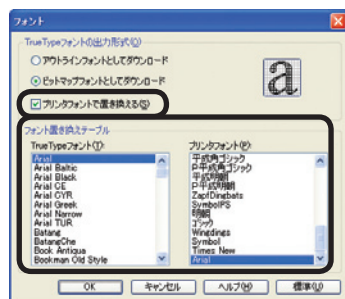 フォント
TrueTypeフォントの出力形式(O)
アウトラインフォントとしてダウンロード
ビットマップフォントとしてダウンロード
プリンタフォントで置き換える(S)
a
フォント置き換えテーブル
TrueTypeフォント(T):
Arial
Arial Baltic
Arial Black
Arial CE
Arial CYR
Arial Greek
Arial Narrow
Arial TUR
Batang
BatangChe
Book Antiqua
Bookman Old Style
プリンタフォント(P):
平成角ゴシック
P平成角ゴシック
平成明朝
P平成明朝
ZapfDingbats
SymbolPS
明朝
ゴシック
Wingdings
Symbol
Times New
Arial
OK
キャンセル
ヘルプ(H)
標準(U)